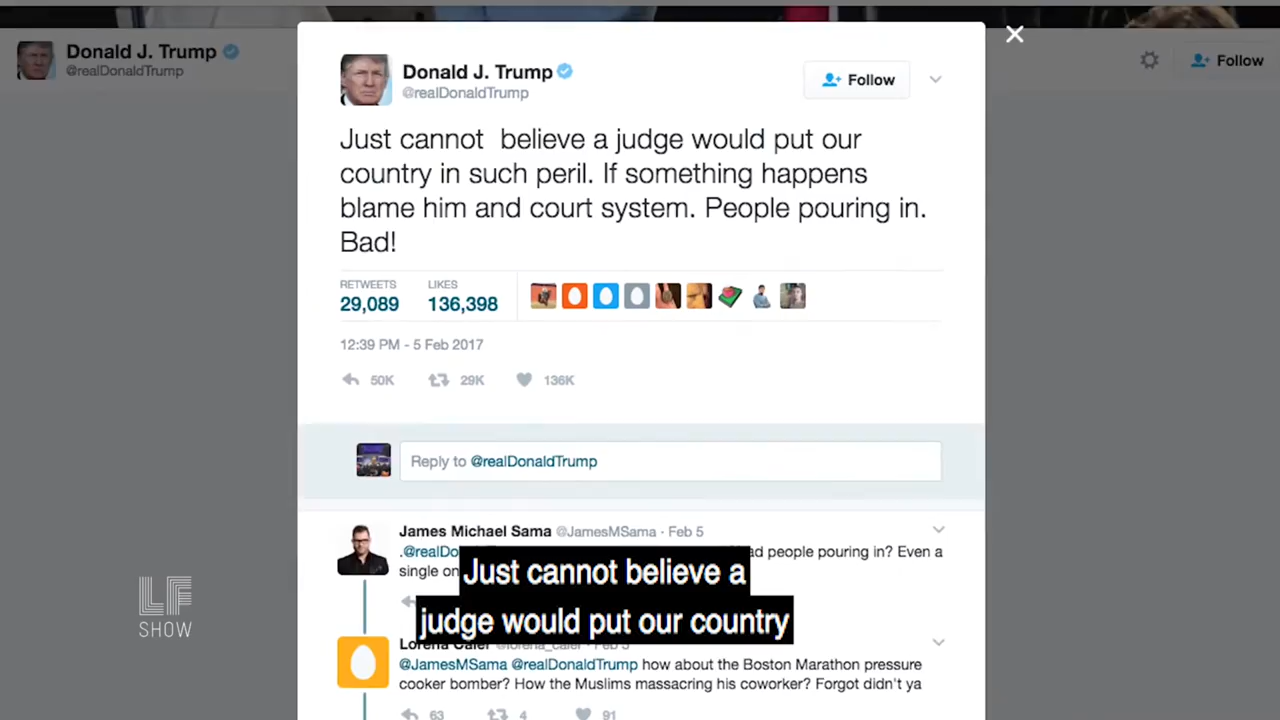 Donald J. Trump
@realDonaldTrump
Follow
Donald J. Trump
@realDonaldTrump
Follow
Just cannot  believe a judge would put our
country in such peril. If something happens
blame him and court system. People pouring in.
Bad!
RETWEETS
29,089
LIKES
136,398
12:39 PM - 5 Feb 2017
50K
29K
136K
Reply to @realDonaldTrump
James Michael Sama @JamesMSama · Feb 5
.@realDo
people pouring in? Even a
single
Just cannot believe a
judge would put our country
@JamesMSama @realDonaldTrump how about the Boston Marathon pressure
cooker bomber? How the Muslims massacring his coworker? Forgot didn't ya
63
4
91
LF
SHOW